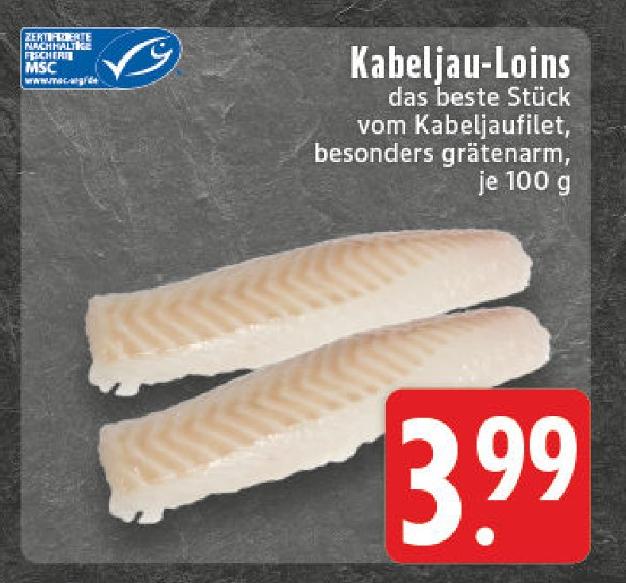 ZERTIFIZIERTE
NACHHALTIGE
FISCHEREI
MSC
www.msc.org/de
Kabeljau-Loins
das beste Stück
vom Kabeljaufilet,
besonders grätenarm,
je 100 g
3.99